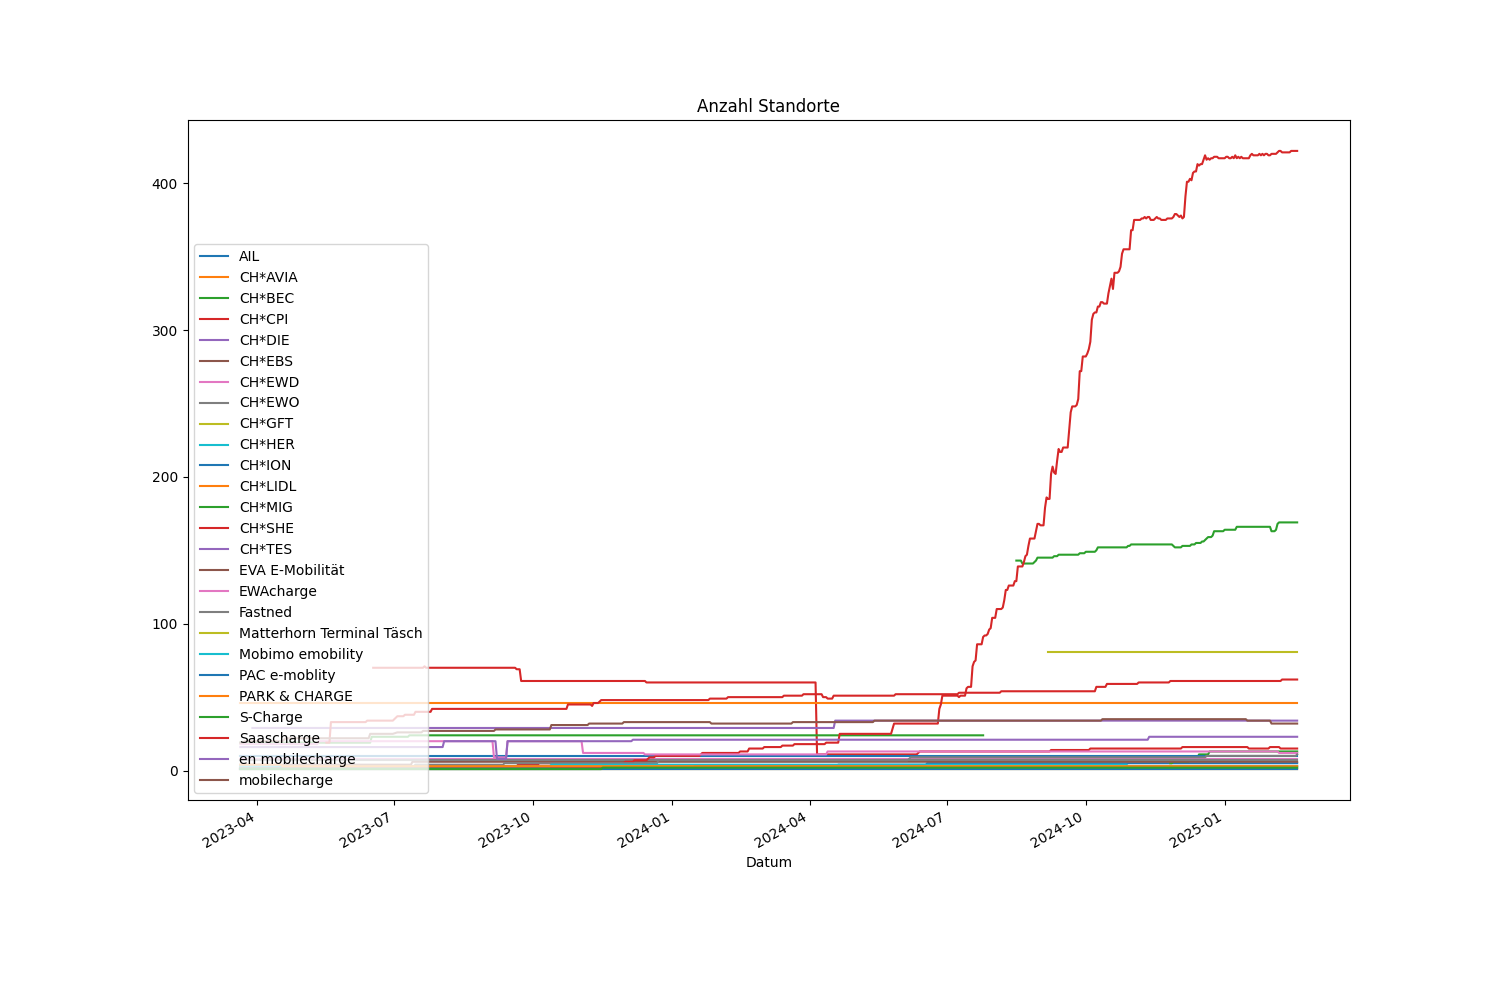 Anzahl Standorte
400
300
200
100
0
AIL
CH*AVIA
CH*BEC
CH*CPI
CH*DIE
CH*EBS
CH*EWD
CH*EWO
CH*GFT
CH*HER
CH*ION
CH*LIDL
CH*MIG
CH*SHE
CH*TES
EVA E-Mobilität
EWAcharge
Fastned
Matterhorn Terminal Täsch
Mobimo emobility
PAC e-moblity
PARK & CHARGE
S-Charge
Saascharge
en mobilecharge
mobilecharge
2023-04
2023-07
2023-10
2024-01
2024-04
2024-07
2024-10
2025-01
Datum